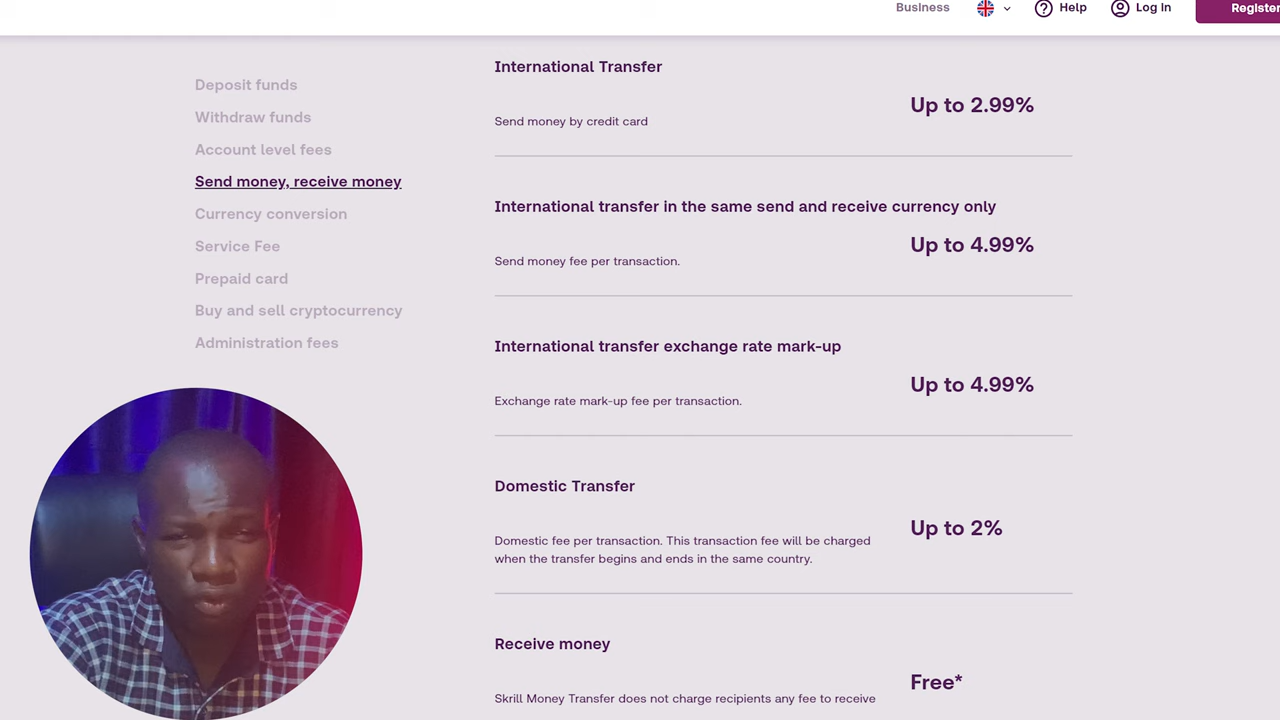 Business
Help
Log In
Register
Deposit funds
Withdraw funds
Account level fees
Send money, receive money
Currency conversion
Service Fee
Prepaid card
Buy and sell cryptocurrency
Administration fees
International Transfer
Send money by credit card
Up to 2.99%
International transfer in the same send and receive currency only
Send money fee per transaction.
Up to 4.99%
International transfer exchange rate mark-up
Exchange rate mark-up fee per transaction.
Up to 4.99%
Domestic Transfer
Domestic fee per transaction. This transaction fee will be charged
when the transfer begins and ends in the same country.
Up to 2%
Receive money
Skrill Money Transfer does not charge recipients any fee to receive
Free*